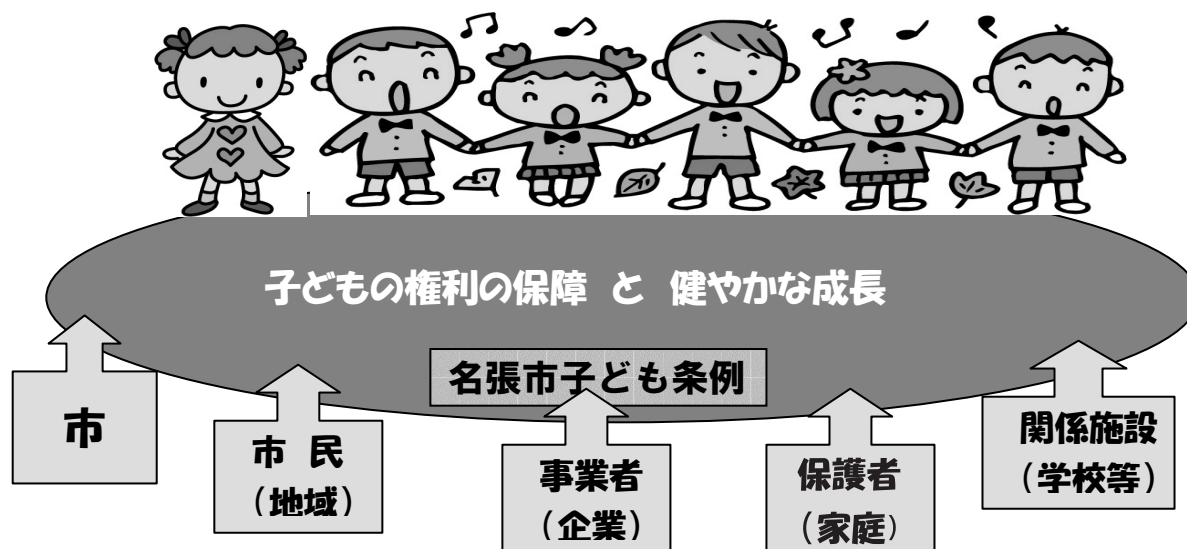 子どもの権利の保障 と 健やかな成長
名張市子ども条例
市
市 民
（地域）
事業者
（企業）
保護者
（家庭）
関係施設
（学校等）